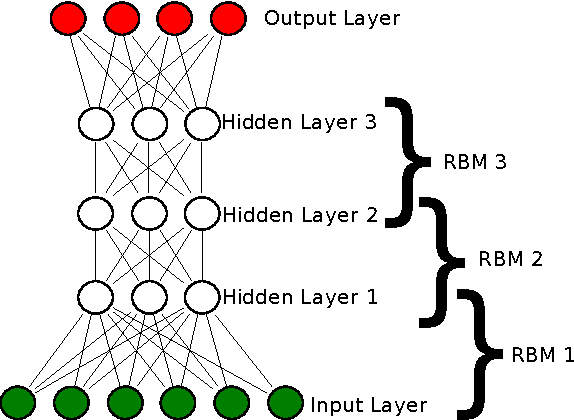 Output Layer
Hidden Layer 3
RBM 3
Hidden Layer 2
RBM 2
Hidden Layer 1
RBM 1
Input Layer